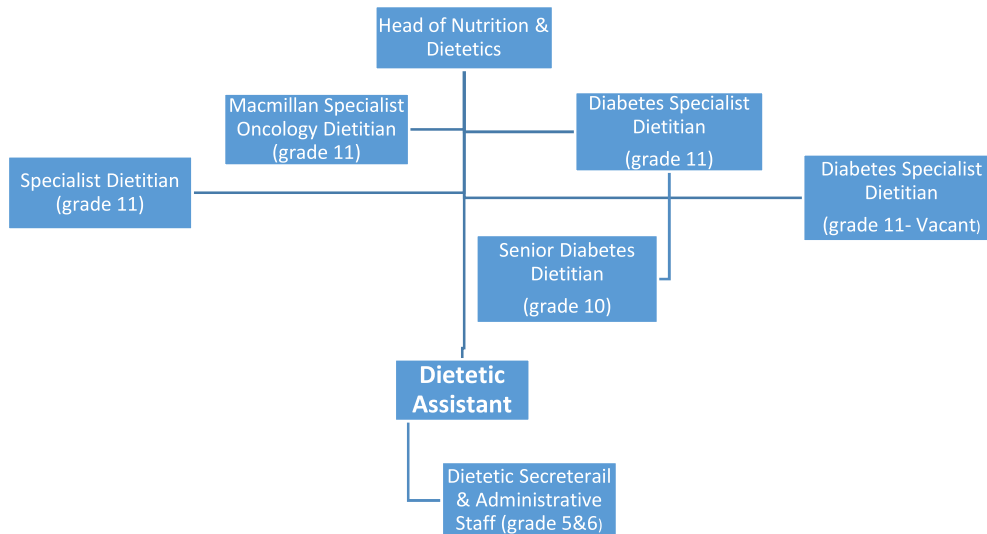 Head of Nutrition &
Dietetics
Macmillan Specialist
Oncology Dietitian
(grade 11)
Diabetes Specialist
Dietitian
(grade 11)
Specialist Dietitian
(grade 11)
Diabetes Specialist
Dietitian
(grade 11- Vacant)
Senior Diabetes
Dietitian
(grade 10)
Dietetic
Assistant
Dietetic Secreterail
& Administrative
Staff (grade 5&6)